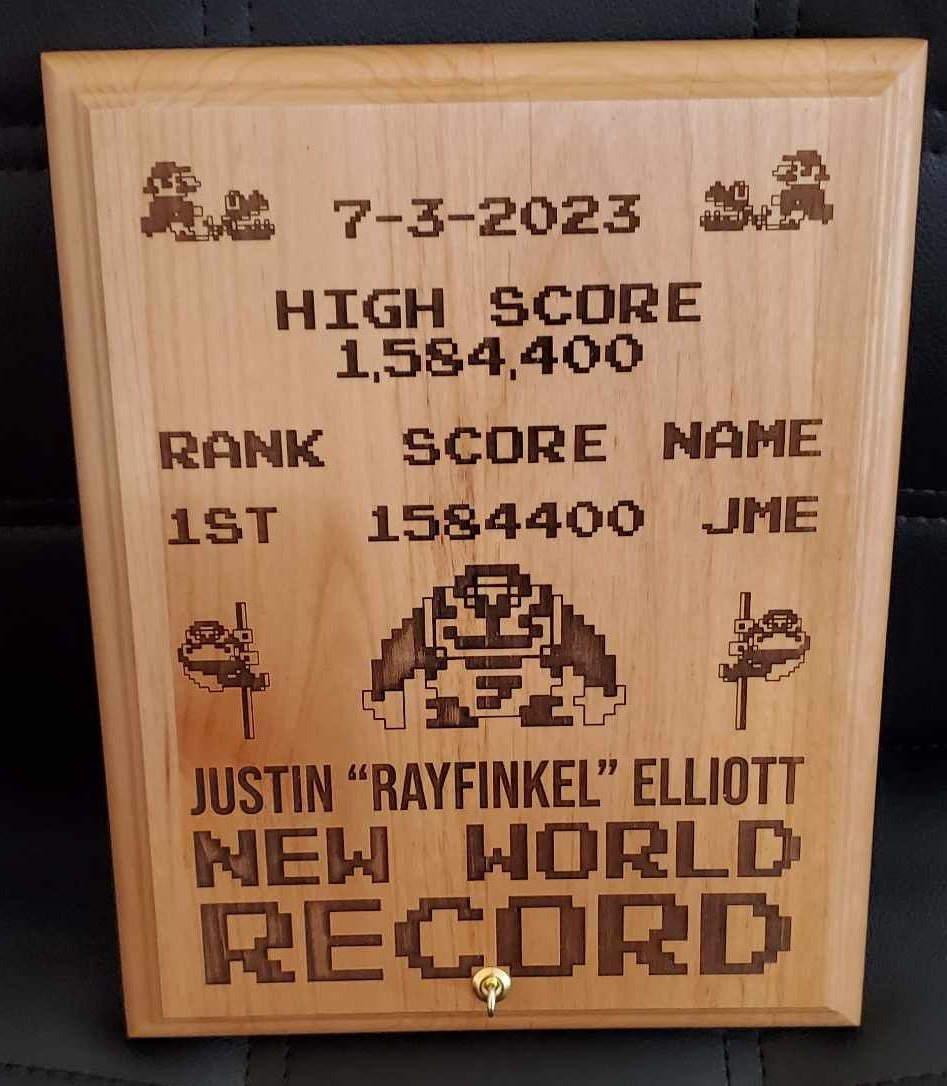 7-3-2023
HIGH SCORE
1,584,400
RANK SCORE NAME
1ST 1584400 JME
JUSTIN “RAYFINKEL” ELLIOTT
NEW WORLD
RECORD